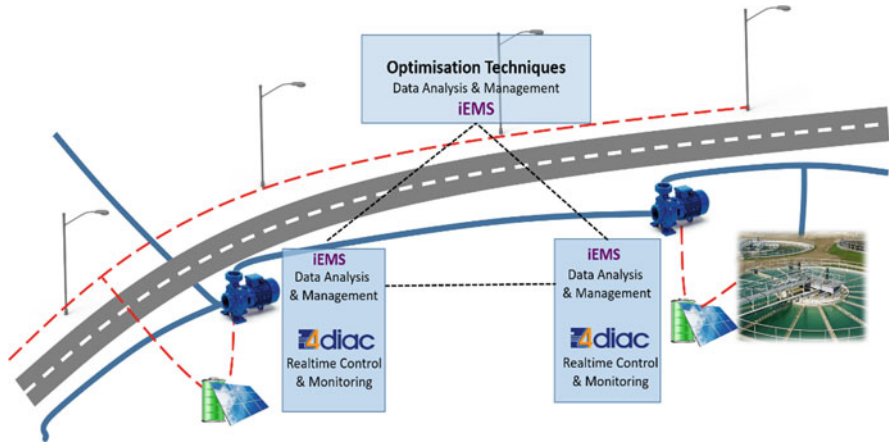 Optimisation Techniques
Data Analysis & Management
iEMS
iEMS
Data Analysis
& Management
4diac
Realtime Control
& Monitoring
iEMS
Data Analysis
& Management
4diac
Realtime Control
& Monitoring